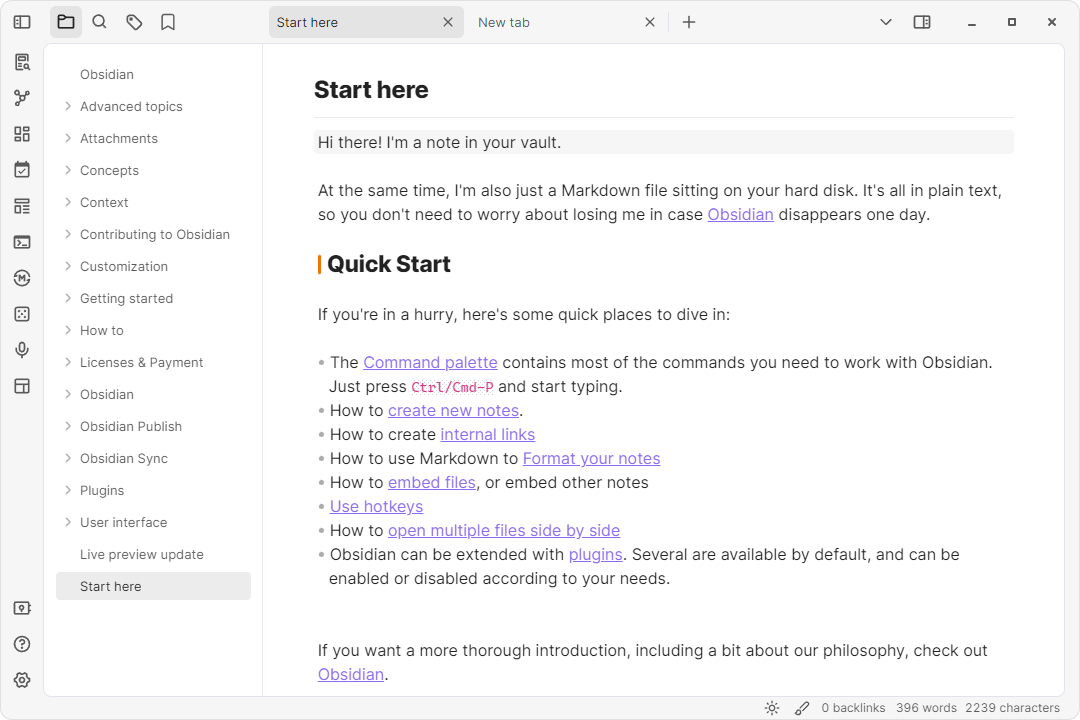 Start here
New tab
Obsidian
Advanced topics
Attachments
Concepts
Context
Contributing to Obsidian
Customization
Getting started
How to
Licenses & Payment
Obsidian
Obsidian Publish
Obsidian Sync
Plugins
User interface
Live preview update
Start here
Start here
Hi there! I'm a note in your vault.
At the same time, I'm also just a Markdown file sitting on your hard disk. It's all in plain text,
so you don't need to worry about losing me in case Obsidian disappears one day.
Quick Start
If you're in a hurry, here's some quick places to dive in:
• The Command palette contains most of the commands you need to work with Obsidian.
Just press Ctrl/Cmd-P and start typing.
• How to create new notes.
• How to create internal links
• How to use Markdown to Format your notes
• How to embed files, or embed other notes
• Use hotkeys
• How to open multiple files side by side
• Obsidian can be extended with plugins. Several are available by default, and can be
enabled or disabled according to your needs.
If you want a more thorough introduction, including a bit about our philosophy, check out
Obsidian.
0 backlinks 396 words 2239 characters